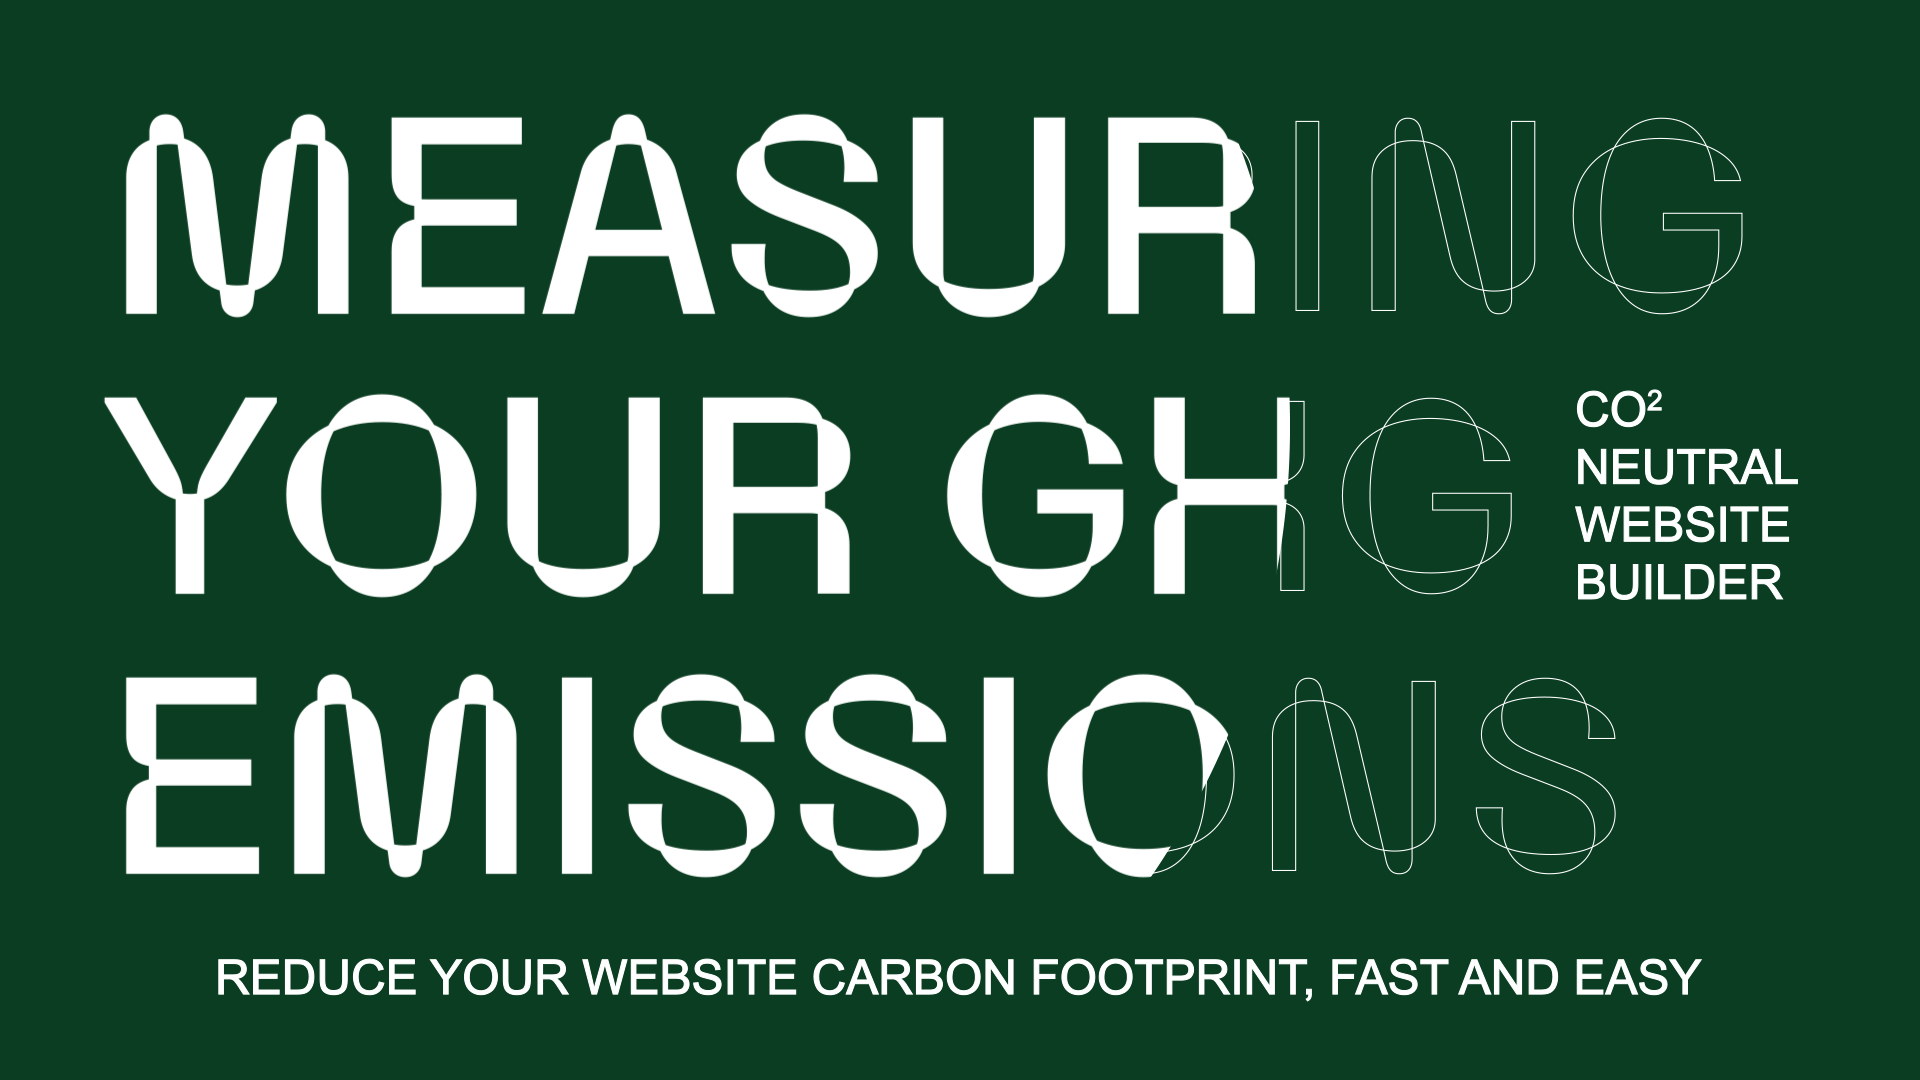 MEASURING
YOUR GHG
EMISSIONS
CO²
NEUTRAL
WEBSITE
BUILDER
REDUCE YOUR WEBSITE CARBON FOOTPRINT, FAST AND EASY